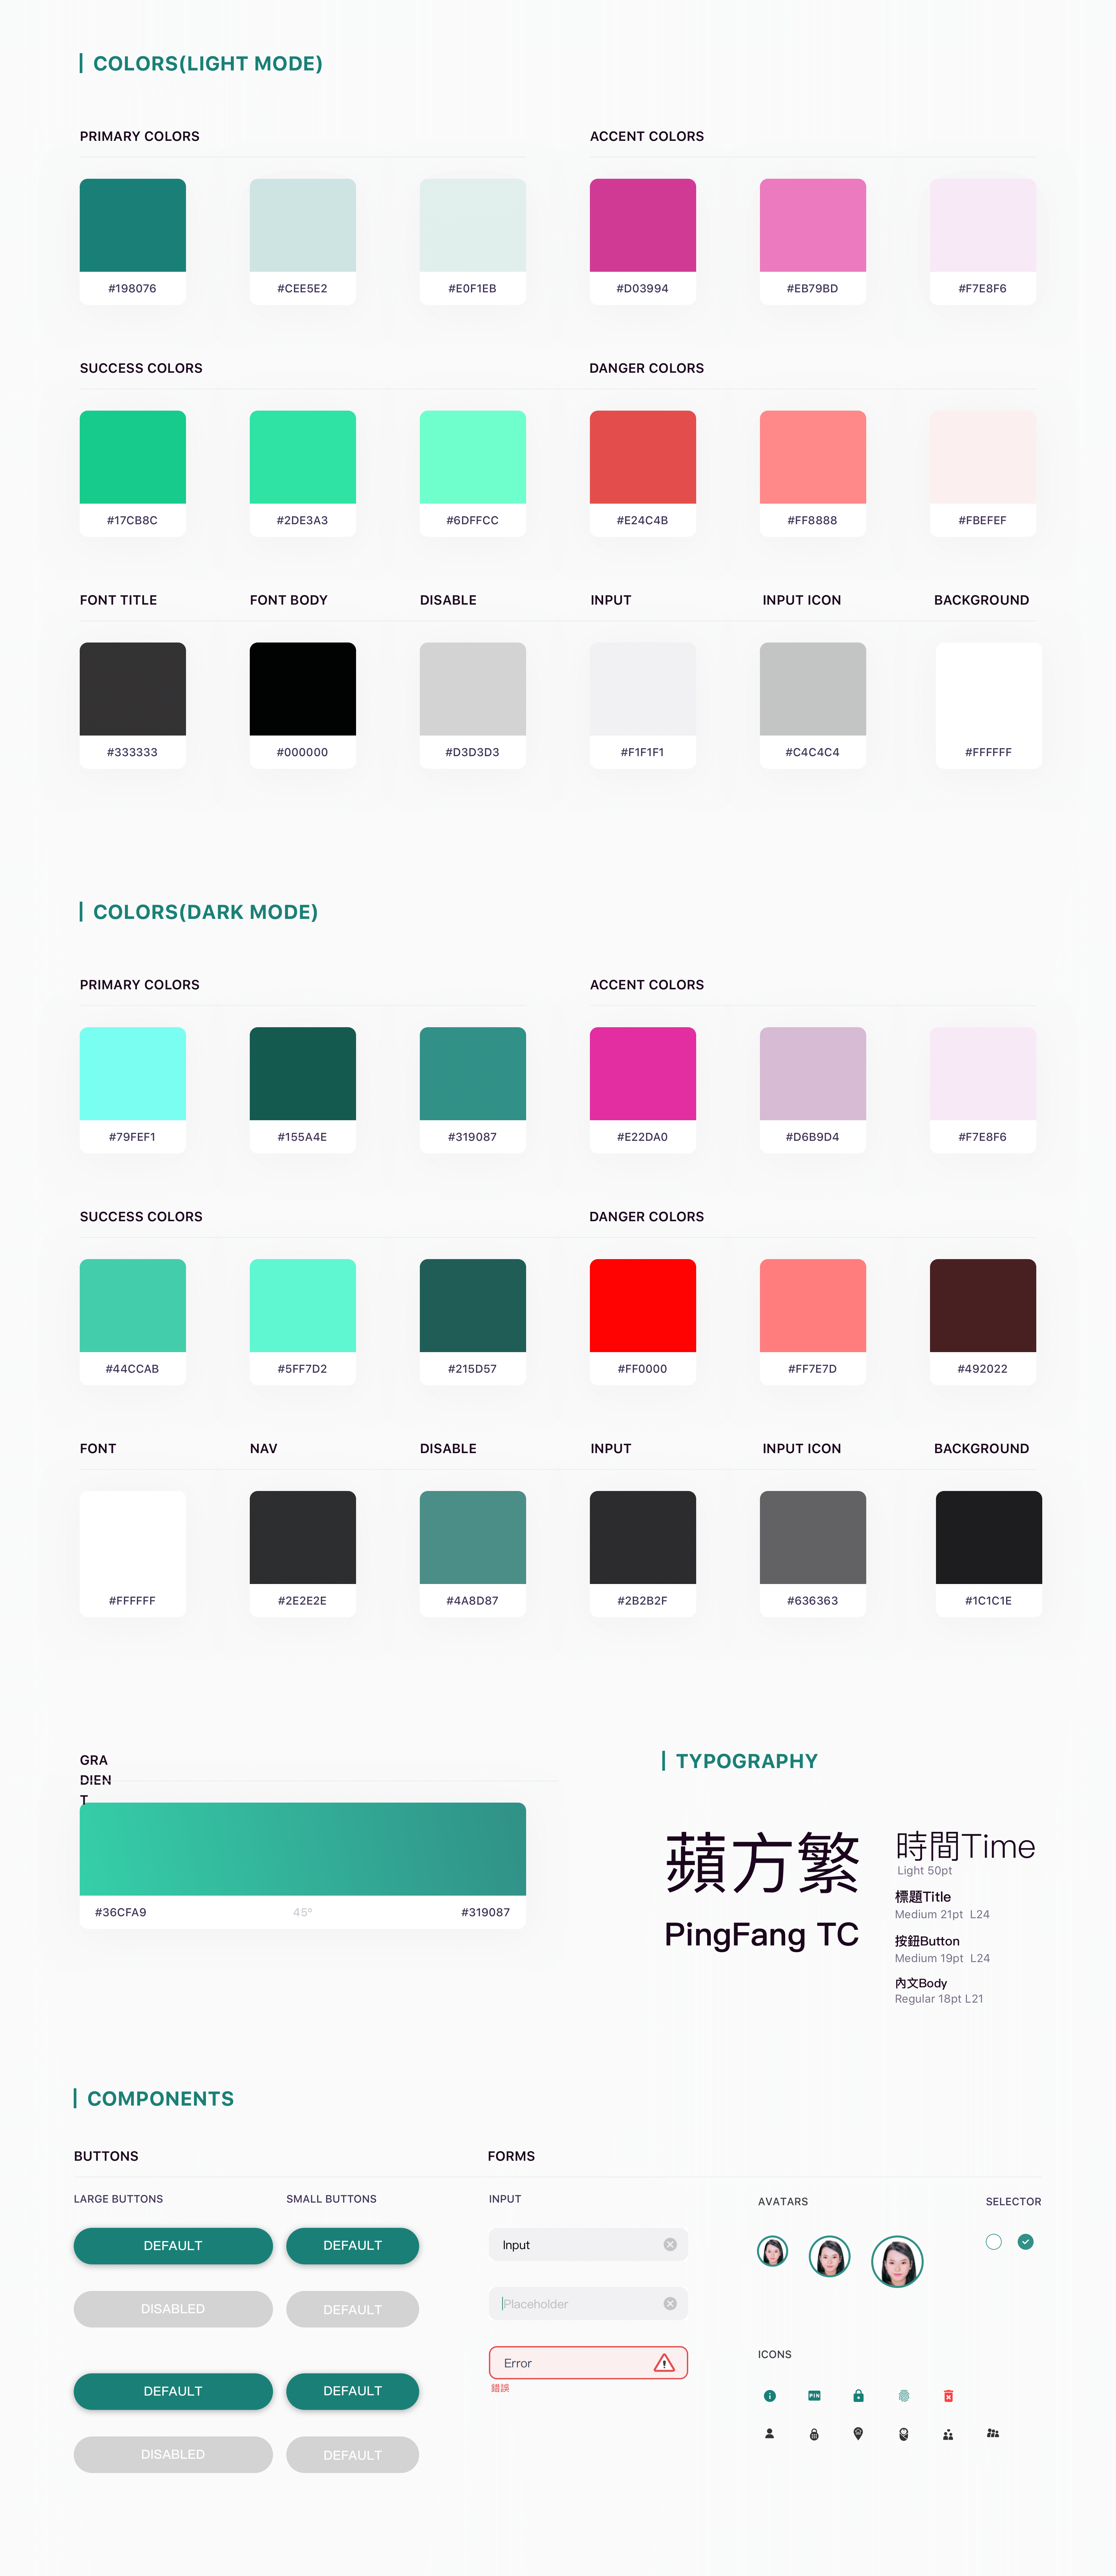 COLORS(LIGHT MODE)
PRIMARY COLORS
ACCENT COLORS
#198076
#CEE5E2
#E0F1EB
#D03994
#EB79BD
#F7E8F6
SUCCESS COLORS
DANGER COLORS
#17CB8C
#2DE3A3
#6DFFCC
#E24C4B
#FF8888
#FBEFEF
FONT TITLE
FONT BODY
DISABLE
INPUT
INPUT ICON
BACKGROUND
#333333
#000000
#D3D3D3
#F1F1F1
#C4C4C4
#FFFFFF
COLORS(DARK MODE)
PRIMARY COLORS
ACCENT COLORS
#79FEF1
#155A4E
#319087
#E22DA0
#D6B9D4
#F7E8F6
SUCCESS COLORS
DANGER COLORS
#44CCAB
#5FF7D2
#215D57
#FF0000
#FF7E7D
#492022
FONT
NAV
DISABLE
INPUT
INPUT ICON
BACKGROUND
#FFFFFF
#2E2E2E
#4A8D87
#2B2B2F
#636363
#1C1C1E
GRA
DIEN
T
#36CFA9
45°
#319087
TYPOGRAPHY
蘋方繁
PingFang TC
時間Time
Light 50pt
標題Title
Medium 21pt L24
按鈕Button
Medium 19pt L24
內文Body
Regular 18pt L21
COMPONENTS
BUTTONS
LARGE BUTTONS
SMALL BUTTONS
DEFAULT
DEFAULT
DISABLED
DEFAULT
DEFAULT
DEFAULT
DISABLED
DEFAULT
FORMS
INPUT
Input
Placeholder
Error
錯誤
AVATARS
SELECTOR
ICONS
PIN